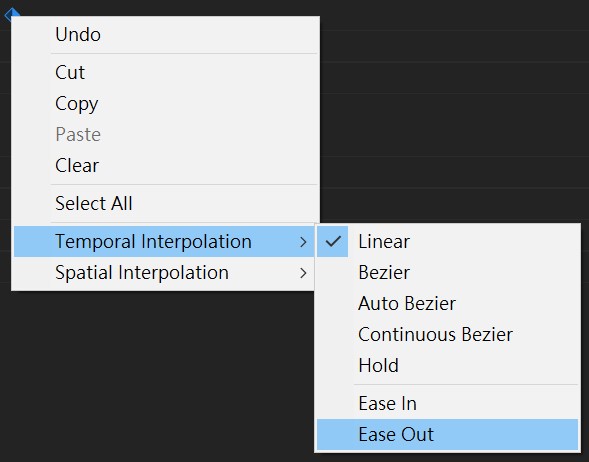 Undo
Cut
Copy
Paste
Clear
Select All
Temporal Interpolation
Spatial Interpolation
Linear
Bezier
Auto Bezier
Continuous Bezier
Hold
Ease In
Ease Out